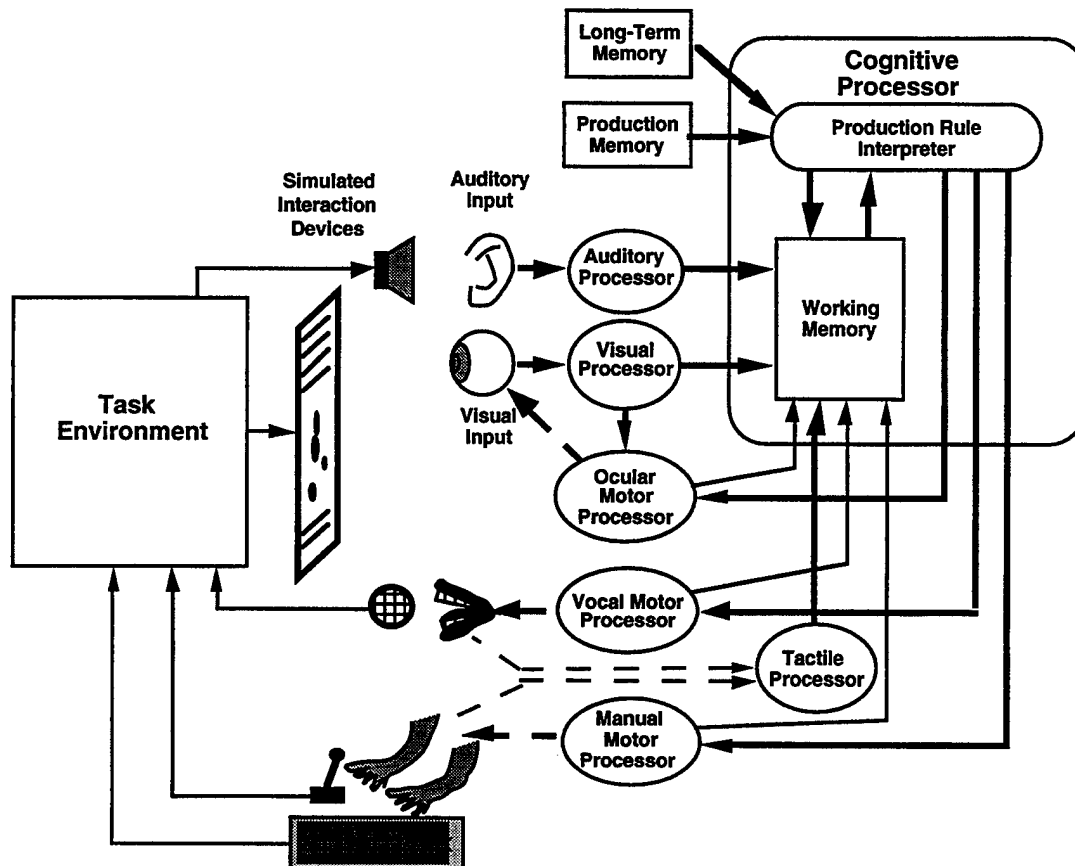 Long-Term
Memory
Cognitive
Processor
Production
Memory
Production Rule
Interpreter
Simulated
Interaction
Devices
Auditory
Input
Auditory
Processor
Working
Memory
Visual
Processor
Task
Environment
Visual
Input
Ocular
Motor
Processor
Vocal Motor
Processor
Tactile
Processor
Manual
Motor
Processor